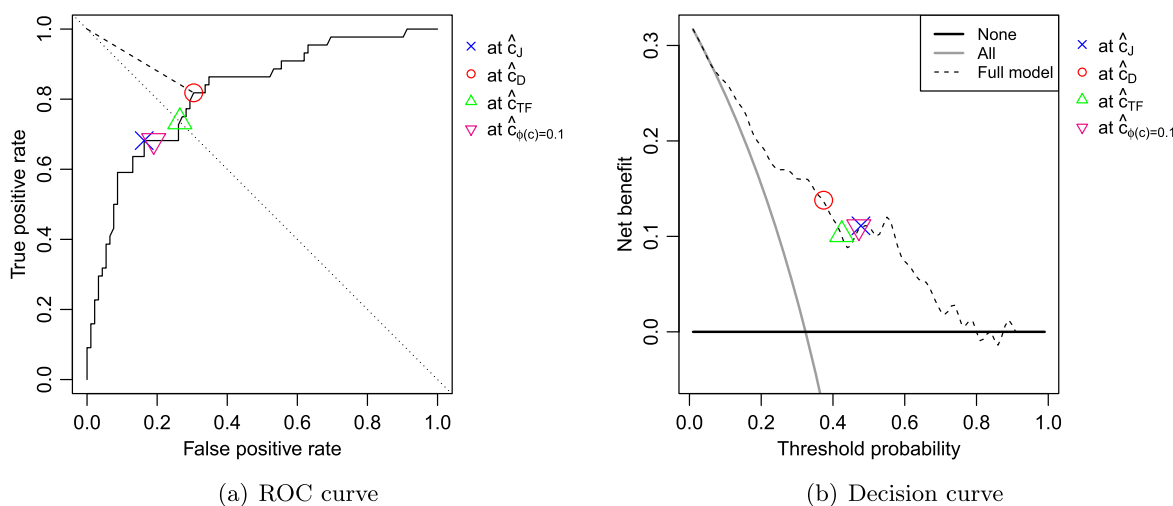 True positive rate
1.0
0.8
0.6
0.4
0.2
0.0
0.0 0.2 0.4 0.6 0.8 1.0
False positive rate
at ĉJ
at ĉD
at ĉTF
at ĉϕ(c)=0.1
(a) ROC curve
Net benefit
0.3
0.2
0.1
0.0
0.0 0.2 0.4 0.6 0.8 1.0
Threshold probability
None
All
Full model
at ĉJ
at ĉD
at ĉTF
at ĉϕ(c)=0.1
(b) Decision curve